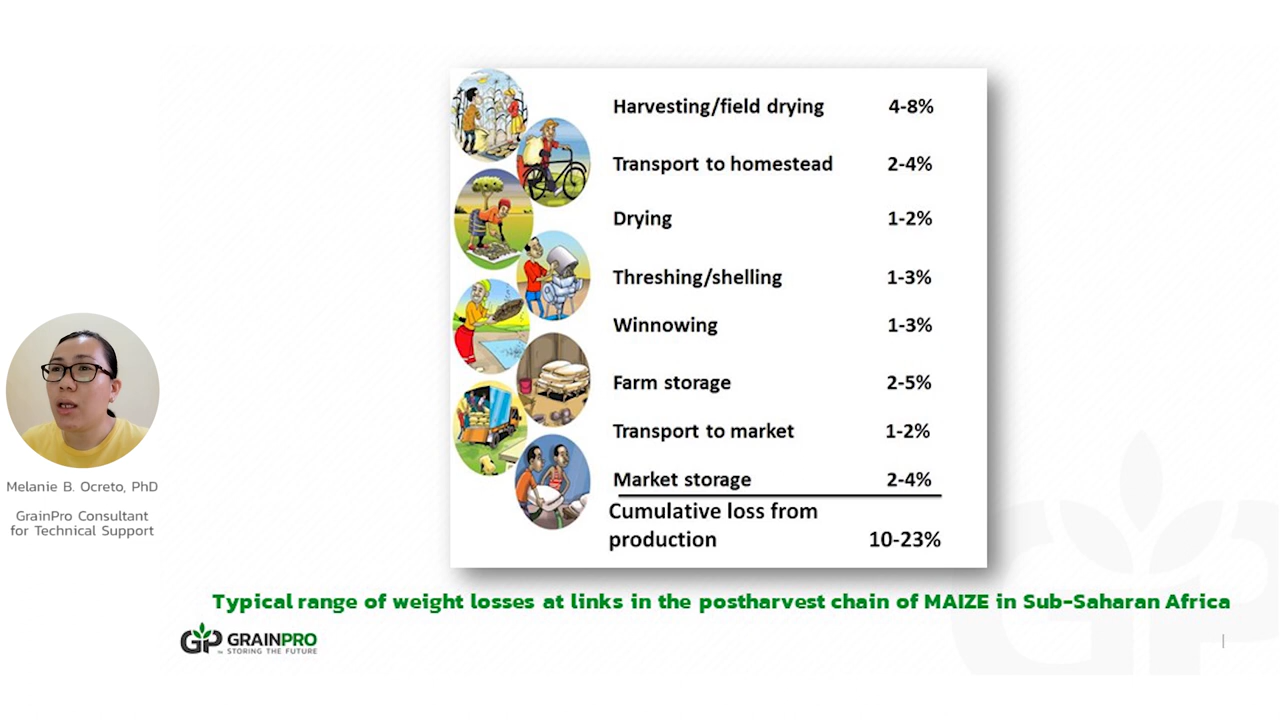 Harvesting/field drying 4-8%
Transport to homestead 2-4%
Drying 1-2%
Threshing/shelling 1-3%
Winnowing 1-3%
Farm storage 2-5%
Transport to market 1-2%
Market storage 2-4%
Cumulative loss from
production 10-23%
Melanie B. Ocreto, PhD
GrainPro Consultant
for Technical Support
Typical range of weight losses at links in the postharvest chain of MAIZE in Sub-Saharan Africa
GP GRAINPRO
STORING THE FUTURE